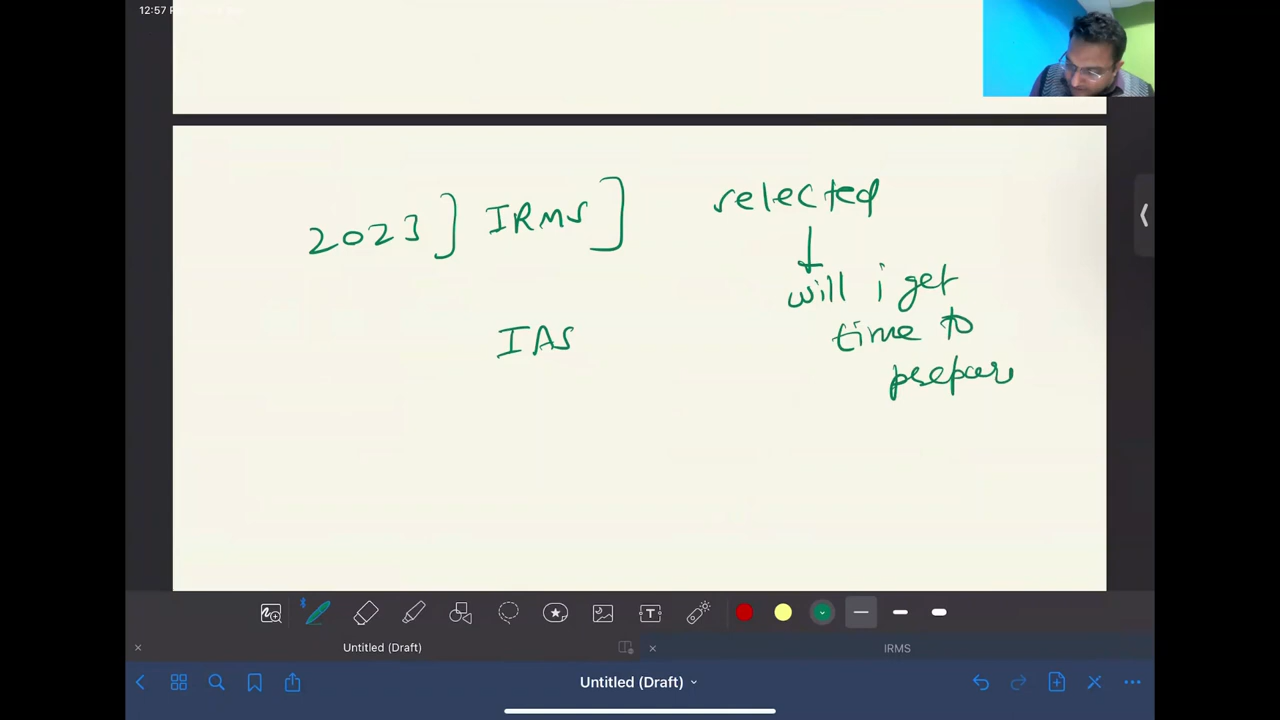 12:57
2023] IRMS]
selected
will i get
time to
prepare
IAS
Untitled (Draft)
IRMS
Untitled (Draft)